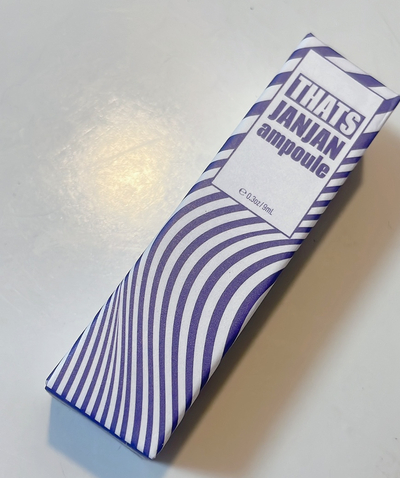 THATS
JANJAN
ampoule
℮ 0.3oz / 9mL